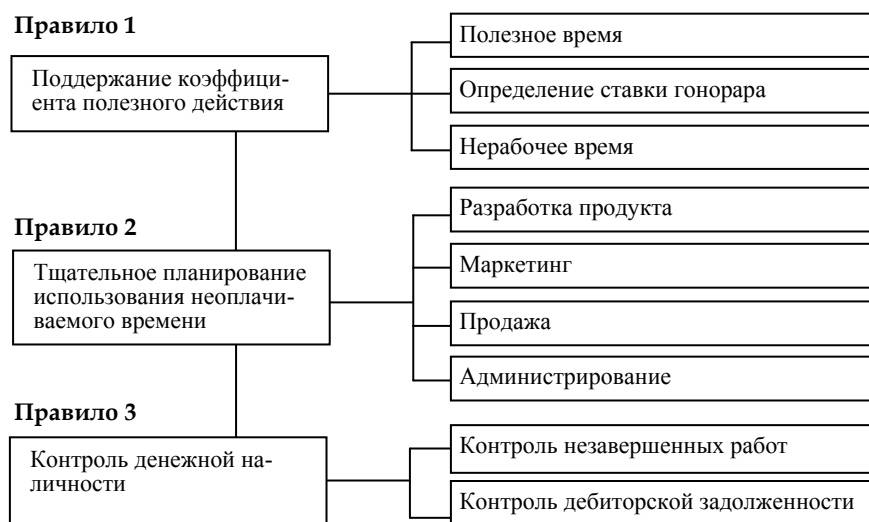 Правило 1
Поддержание коэффици-
ента полезного действия
Полезное время
Определение ставки гонорара
Нерабочее время
Правило 2
Тщательное планирование
использования неоплачи-
ваемого времени
Разработка продукта
Маркетинг
Продажа
Администрирование
Правило 3
Контроль денежной на-
личности
Контроль незавершенных работ
Контроль дебиторской задолженности